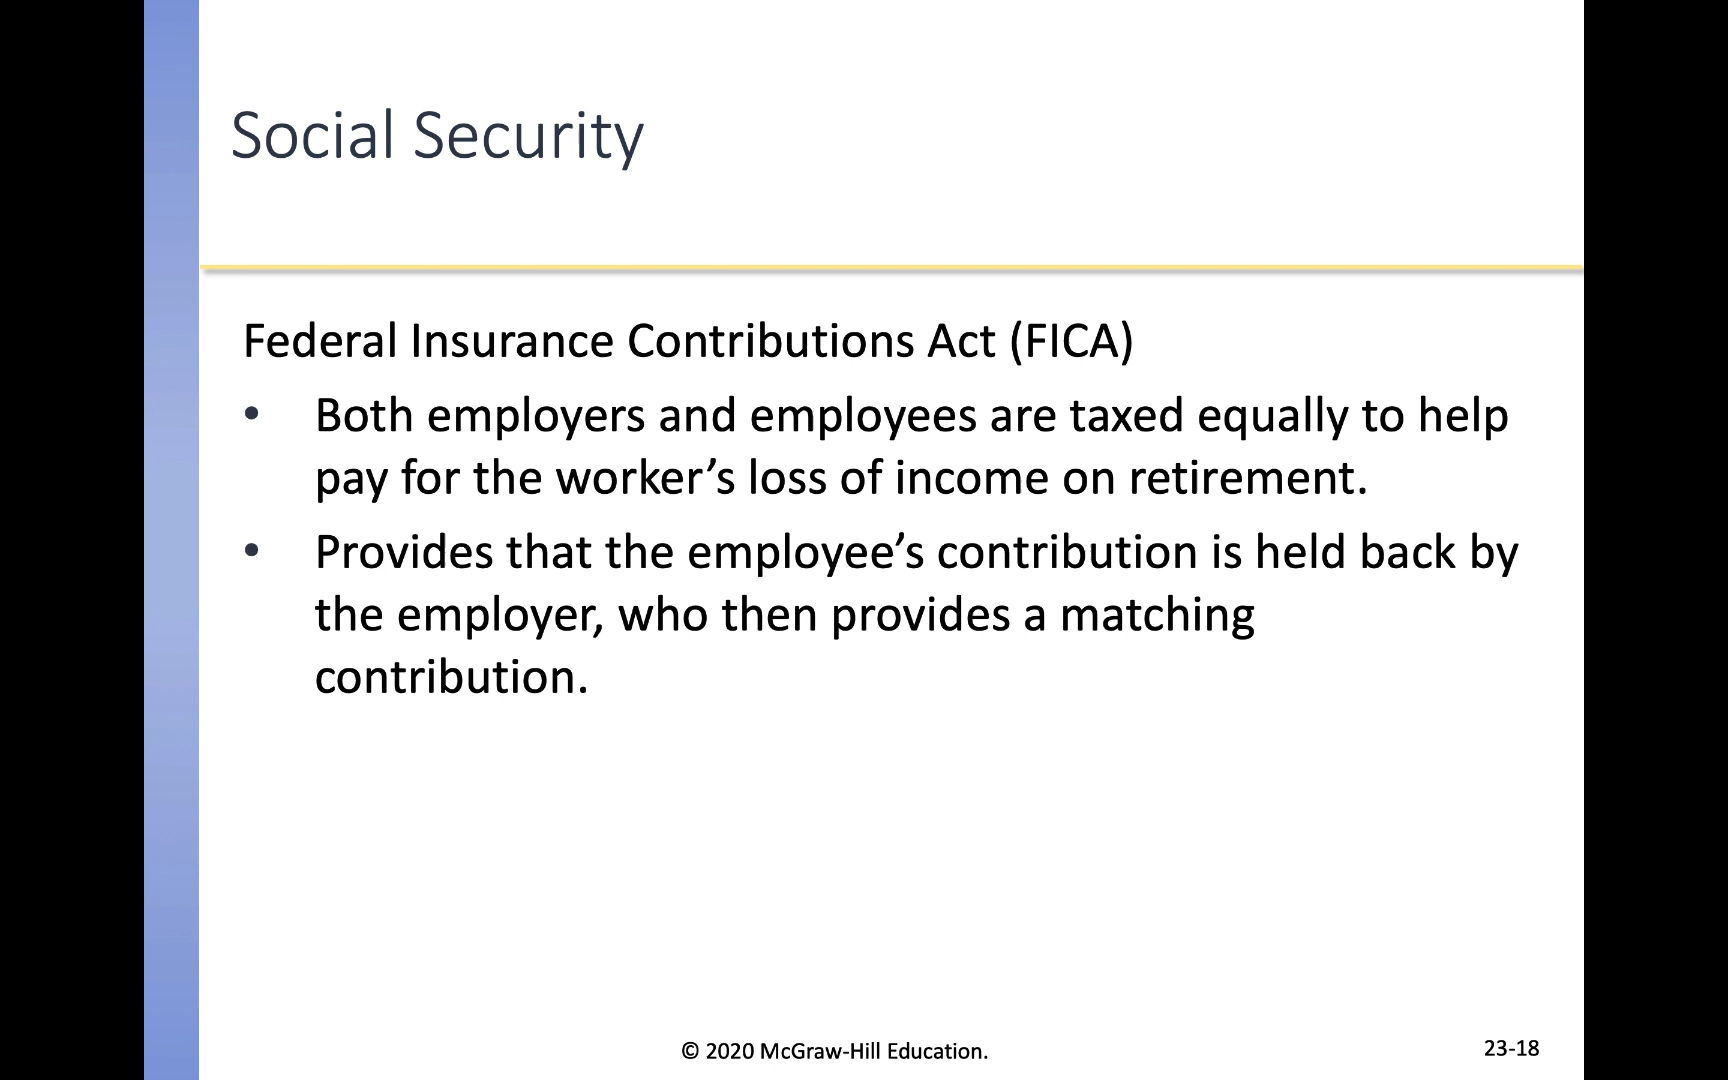 Social Security
Federal Insurance Contributions Act (FICA)
• Both employers and employees are taxed equally to help
pay for the worker’s loss of income on retirement.
• Provides that the employee’s contribution is held back by
the employer, who then provides a matching
contribution.
© 2020 McGraw-Hill Education.
23-18